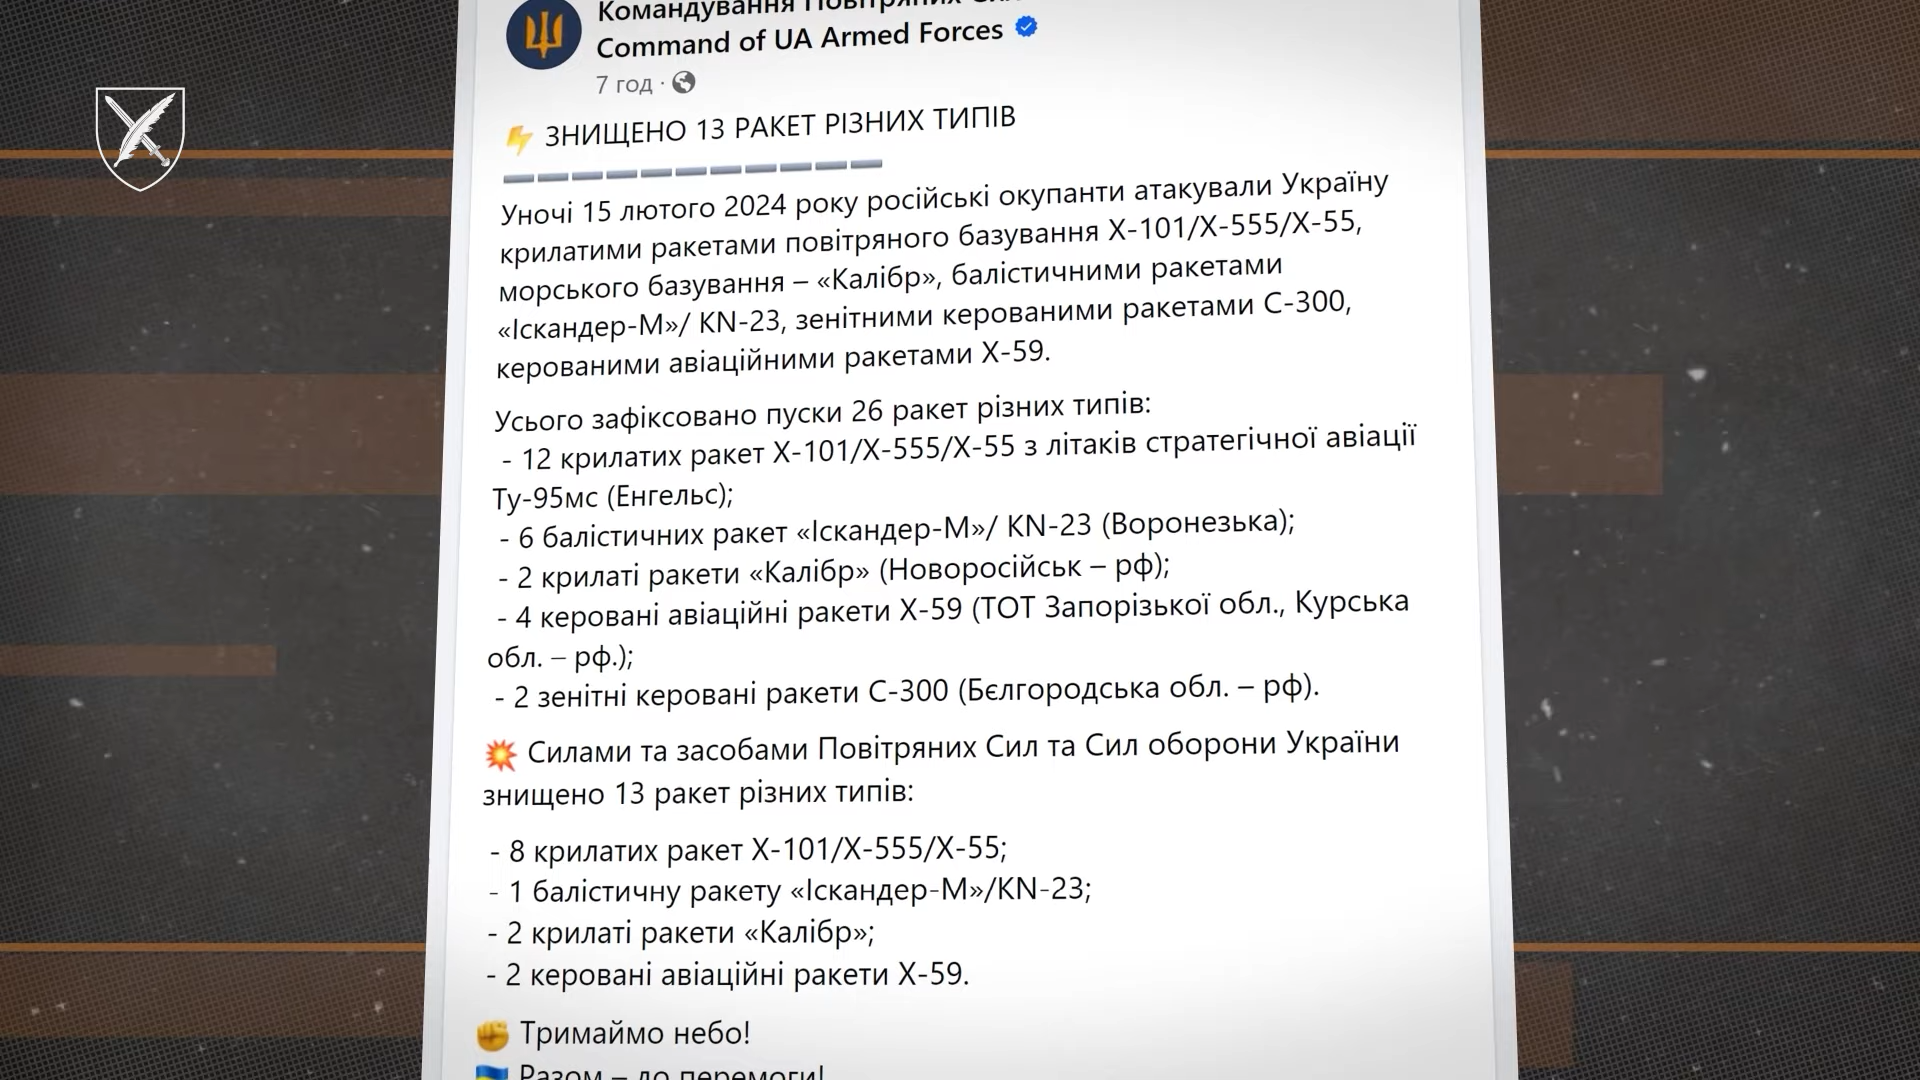 Командування Повітряних
Command of UA Armed Forces
7 год ·
⚡ ЗНИЩЕНО 13 РАКЕТ РІЗНИХ ТИПІВ
➖➖➖➖➖➖➖➖➖➖➖
Уночі 15 лютого 2024 року російські окупанти атакували Україну
крилатими ракетами повітряного базування Х-101/Х-555/Х-55,
морського базування – «Калібр», балістичними ракетами
«Іскандер-М»/ KN-23, зенітними керованими ракетами С-300,
керованими авіаційними ракетами Х-59.
Усього зафіксовано пуски 26 ракет різних типів:
- 12 крилатих ракет Х-101/Х-555/Х-55 з літаків стратегічної авіації
Ту-95мс (Енгельс);
- 6 балістичних ракет «Іскандер-М»/ KN-23 (Воронезька);
- 2 крилаті ракети «Калібр» (Новоросійськ – рф);
- 4 керовані авіаційні ракети Х-59 (ТОТ Запорізької обл., Курська
обл. – рф.);
- 2 зенітні керовані ракети С-300 (Бєлгородська обл. – рф).
💥 Силами та засобами Повітряних Сил та Сил оборони України
знищено 13 ракет різних типів:
- 8 крилатих ракет Х-101/Х-555/Х-55;
- 1 балістичну ракету «Іскандер-М»/KN-23;
- 2 крилаті ракети «Калібр»;
- 2 керовані авіаційні ракети Х-59.
✊ Тримаймо небо!
🇺🇦 Разом – до перемоги!